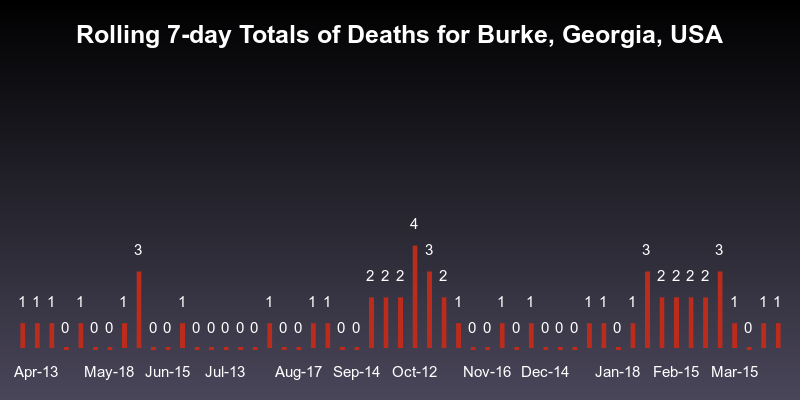 Rolling 7-day Totals of Deaths for Burke, Georgia, USA
4
3 3 3 3
2 2 2 2 2 2 2 2
1 1 1 1 1 1 1 1 1 1 1 1 1 1 1 1 1 1
0 0 0 0 0 0 0 0 0 0 0 0 0 0 0 0 0 0 0 0 0 0
Apr-13 May-18 Jun-15 Jul-13 Aug-17 Sep-14 Oct-12 Nov-16 Dec-14 Jan-18 Feb-15 Mar-15